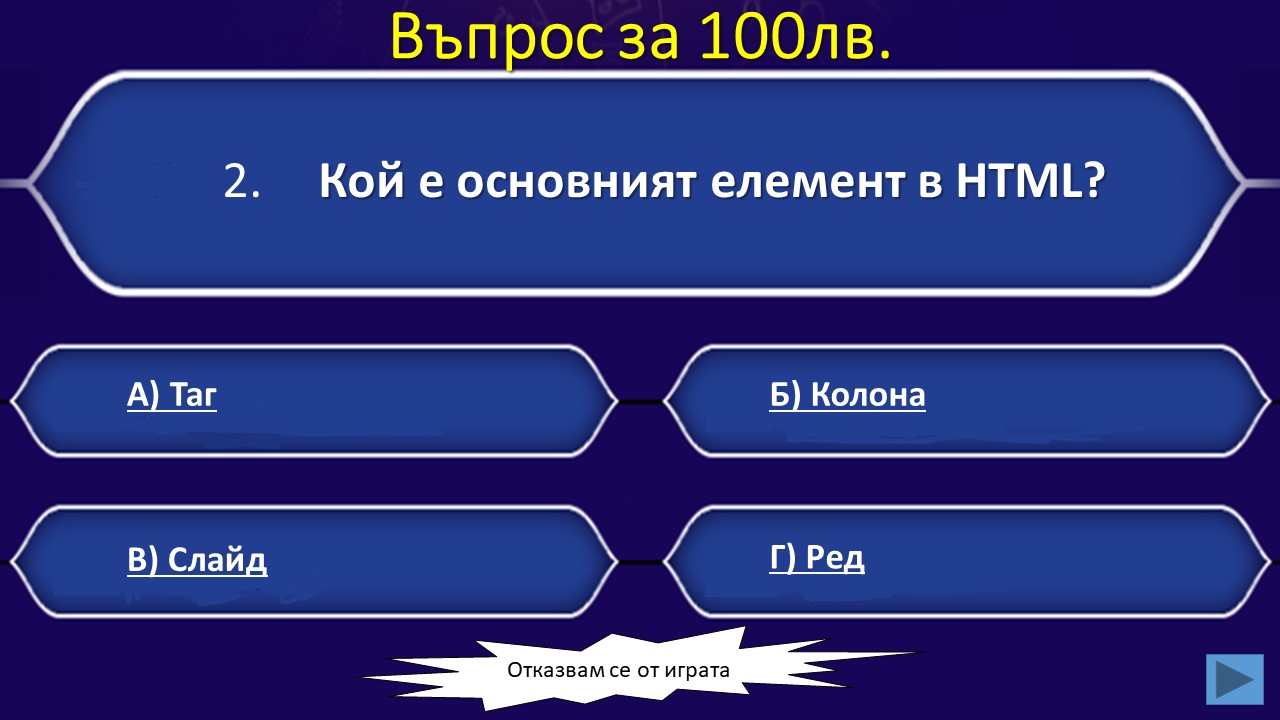 Въпрос за 100лв.
2. Кой е основният елемент в HTML?
А) Таг
Б) Колона
В) Слайд
Г) Ред
Отказвам се от играта